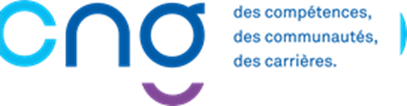 cng
des compétences,
des communautés,
des carrières.